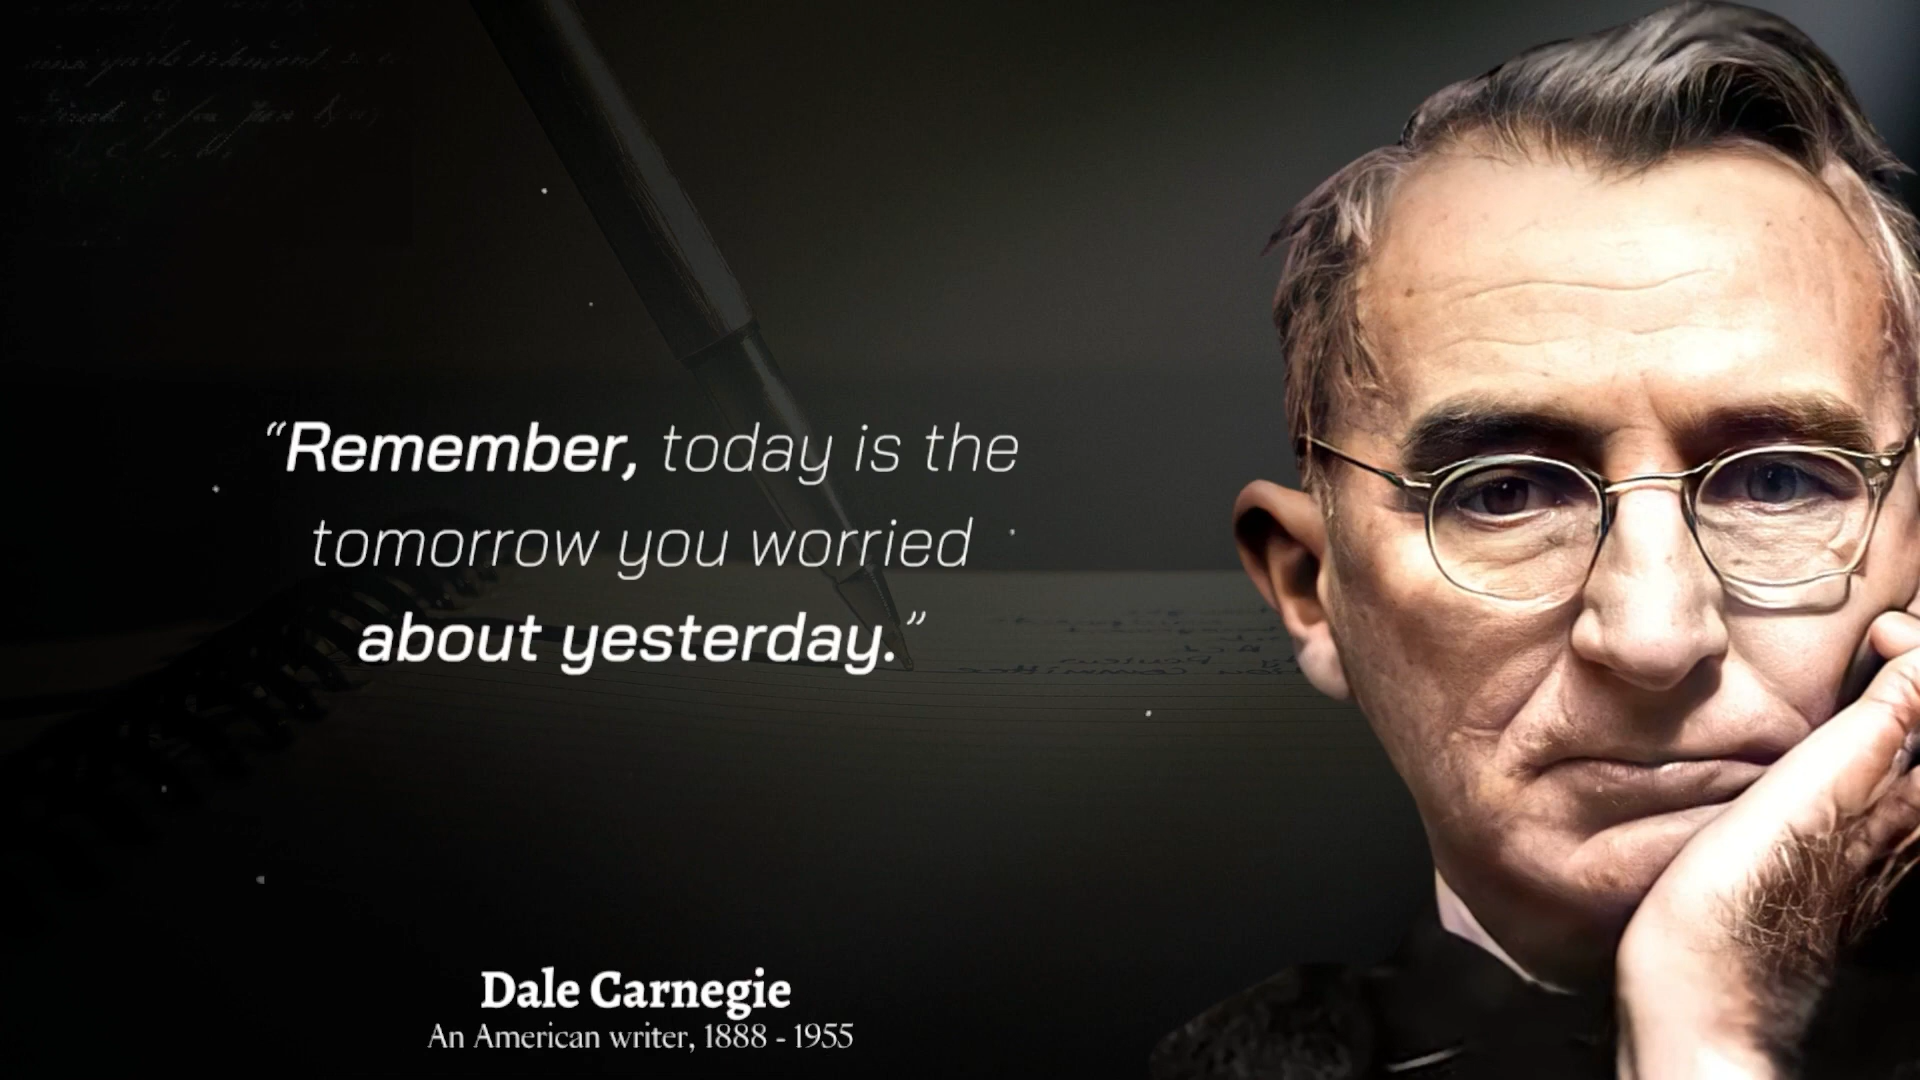 “Remember, today is the
tomorrow you worried
about yesterday.”
Dale Carnegie
An American writer, 1888 - 1955